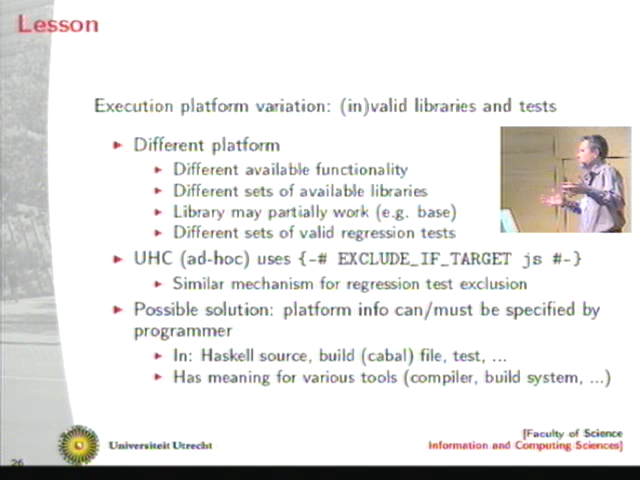 Lesson
Execution platform variation: (in)valid libraries and tests
Different platform
Different available functionality
Different sets of available libraries
Library may partially work (e.g. base)
Different sets of valid regression tests
UHC (ad-hoc) uses {-# EXCLUDE_IF_TARGET js #-}
Similar mechanism for regression test exclusion
Possible solution: platform info can/must be specified by
programmer
In: Haskell source, build (cabal) file, test, ...
Has meaning for various tools (compiler, build system, ...)
[Faculty of Science
Universiteit Utrecht
Information and Computing Sciences]
26